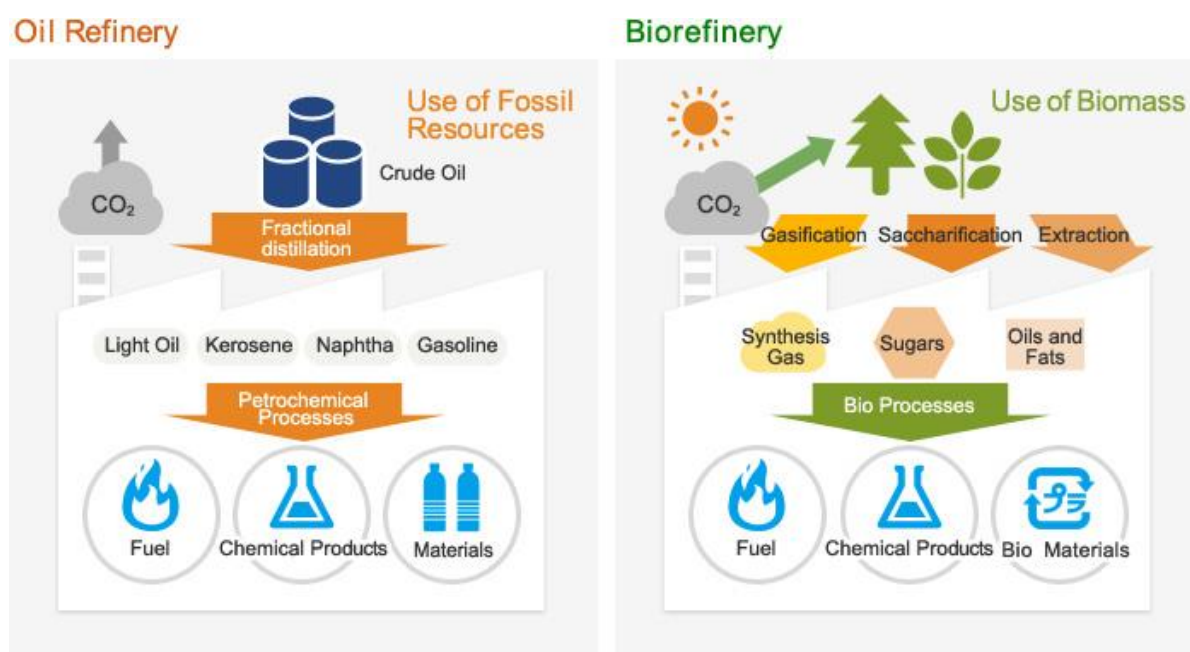 Oil Refinery
Use of Fossil
Resources
Crude Oil
CO₂
Fractional
distillation
Light Oil
Kerosene
Naphtha
Gasoline
Petrochemical
Processes
Fuel
Chemical Products
Materials
Biorefinery
Use of Biomass
CO₂
Gasification
Saccharification
Extraction
Synthesis
Gas
Sugars
Oils and
Fats
Bio Processes
プラ
Fuel
Chemical Products
Bio Materials